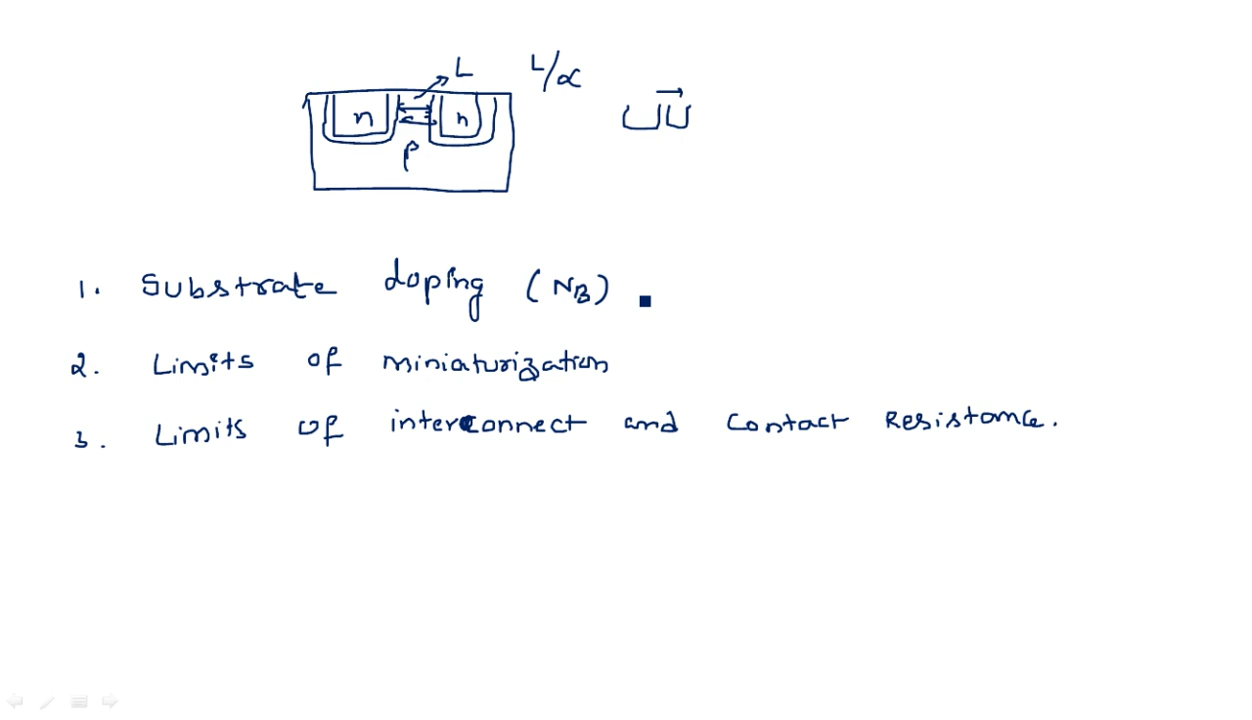 L
L/α
n
n
P
1. Substrate doping (NB)
2. Limits of miniaturization
3. Limits of interconnect and contact Resistance.